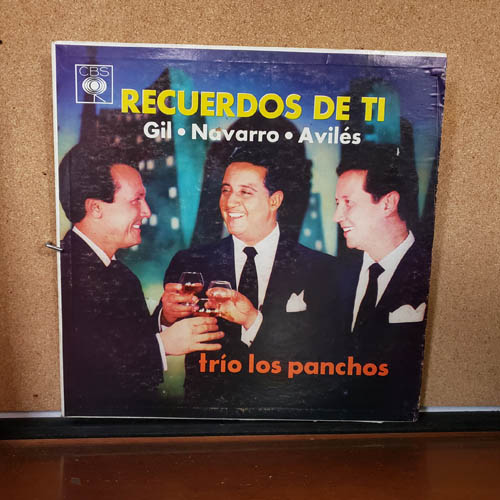 CBS
RECUERDOS DE TI
Gil • Navarro • Avilés
trío los panchos